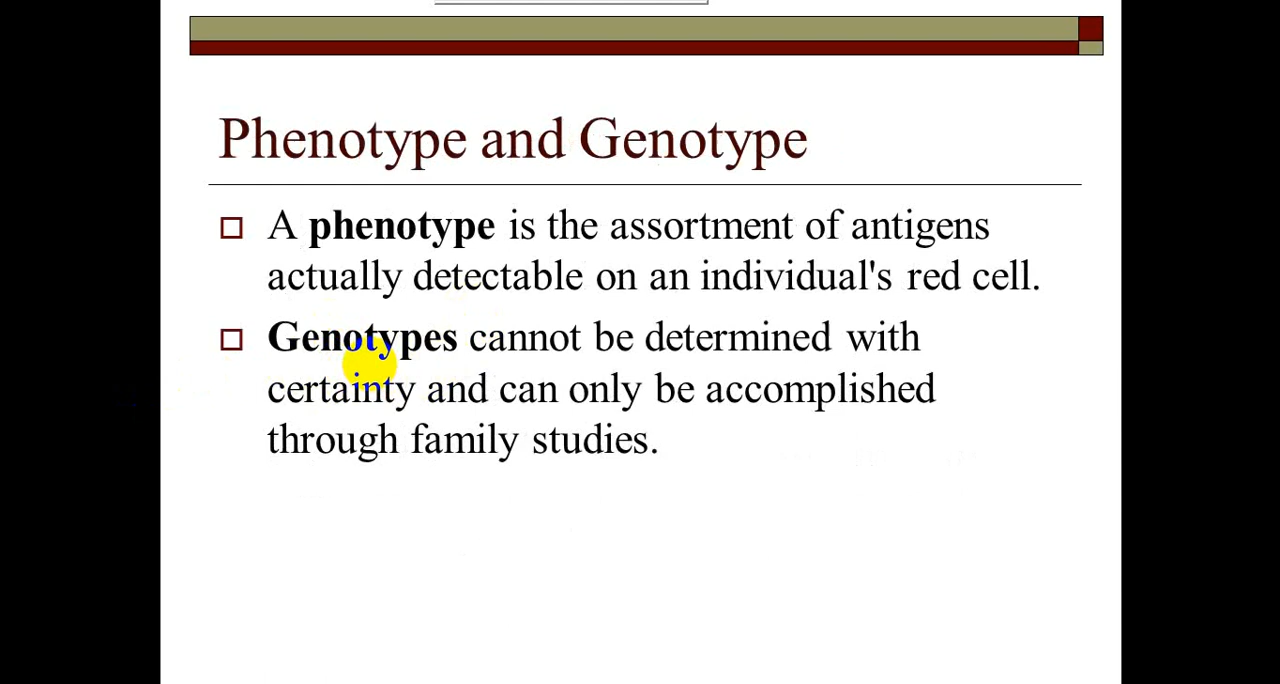 Phenotype and Genotype
A phenotype is the assortment of antigens
actually detectable on an individual's red cell.
Genotypes cannot be determined with
certainty and can only be accomplished
through family studies.